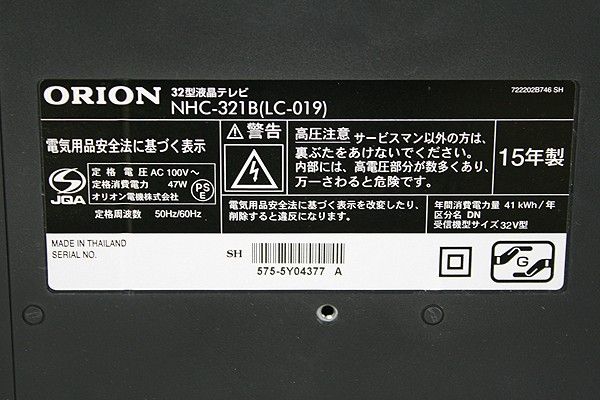 ORION
32型液晶テレビ
NHC-321B(LC-019)
722202B746 SH
電気用品安全法に基づく表示
JQA
定格電圧 AC 100V～
定格消費電力 47W
オリオン電機株式会社
定格周波数 50Hz/60Hz
PSE
警告
高圧注意 サービスマン以外の方は、
裏ぶたをあけないでください。
内部には、高電圧部分が数多くあり、
万一さわると危険です。
15年製
電気用品安全法に基づく表示を改変したり、
削除すると違反になります。
年間消費電力量 41 kWh/年
区分名 DN
受信機型サイズ 32V型
MADE IN THAILAND
SERIAL NO.
SH
575-5Y04377 A
G